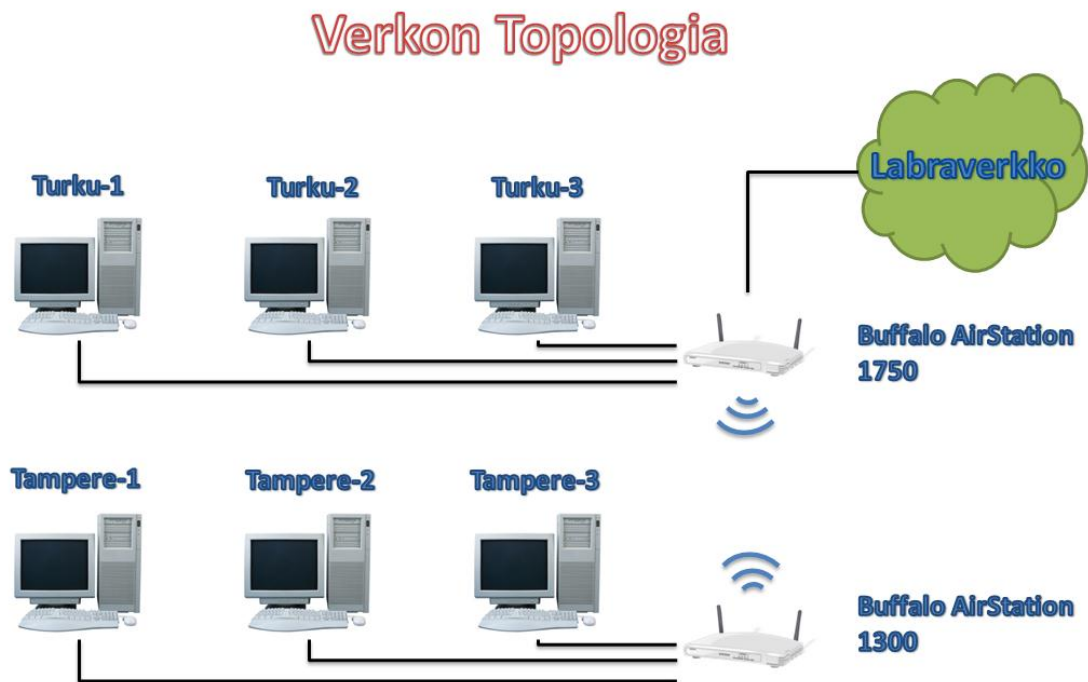 Verkon Topologia
Labraverkko
Turku-1
Turku-2
Turku-3
Buffalo AirStation
1750
Tampere-1
Tampere-2
Tampere-3
Buffalo AirStation
1300